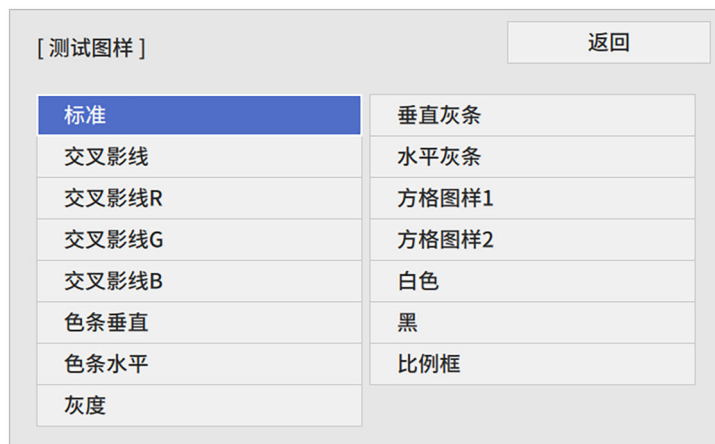 [ 测试图样 ]
返回
标准
交叉影线
交叉影线R
交叉影线G
交叉影线B
色条垂直
色条水平
灰度
垂直灰条
水平灰条
方格图样1
方格图样2
白色
黑
比例框